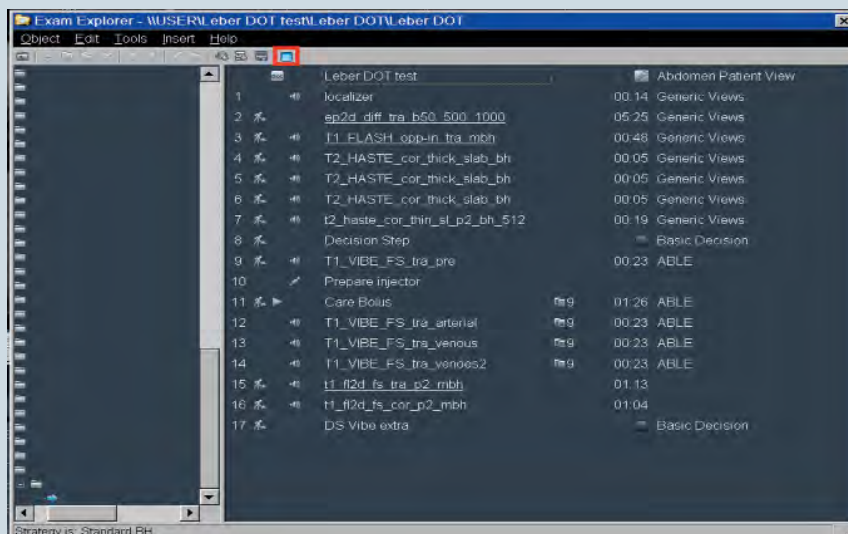 Exam Explorer - \\USER\Leber DOT test\Leber DOT\Leber DOT
Object Edit Tools Insert Help
Leber DOT test Abdomen Patient View
1 localizer 00:14 Generic Views
2 ep2d_diff_tra_b50_500_1000 05:25 Generic Views
3 T1_FLASH_opp-in_tra_mbh 00:48 Generic Views
4 T2_HASTE_cor_thick_slab_bh 00:05 Generic Views
5 T2_HASTE_cor_thick_slab_bh 00:05 Generic Views
6 T2_HASTE_cor_thick_slab_bh 00:05 Generic Views
7 t2_haste_cor_thin_sl_p2_bh_512 00:19 Generic Views
8 Decision Step Basic Decision
9 T1_VIBE_FS_tra_pre 00:23 ABLE
10 Prepare injector
11 Care Bolus 9 01:26 ABLE
12 T1_VIBE_FS_tra_arterial 9 00:23 ABLE
13 T1_VIBE_FS_tra_venous 9 00:23 ABLE
14 T1_VIBE_FS_tra_venoes2 9 00:23 ABLE
15 t1_fl2d_fs_tra_p2_mbh 01:13
16 t1_fl2d_fs_cor_p2_mbh 01:04
17 DS Vibe extra Basic Decision
Strategy is: Standard BH